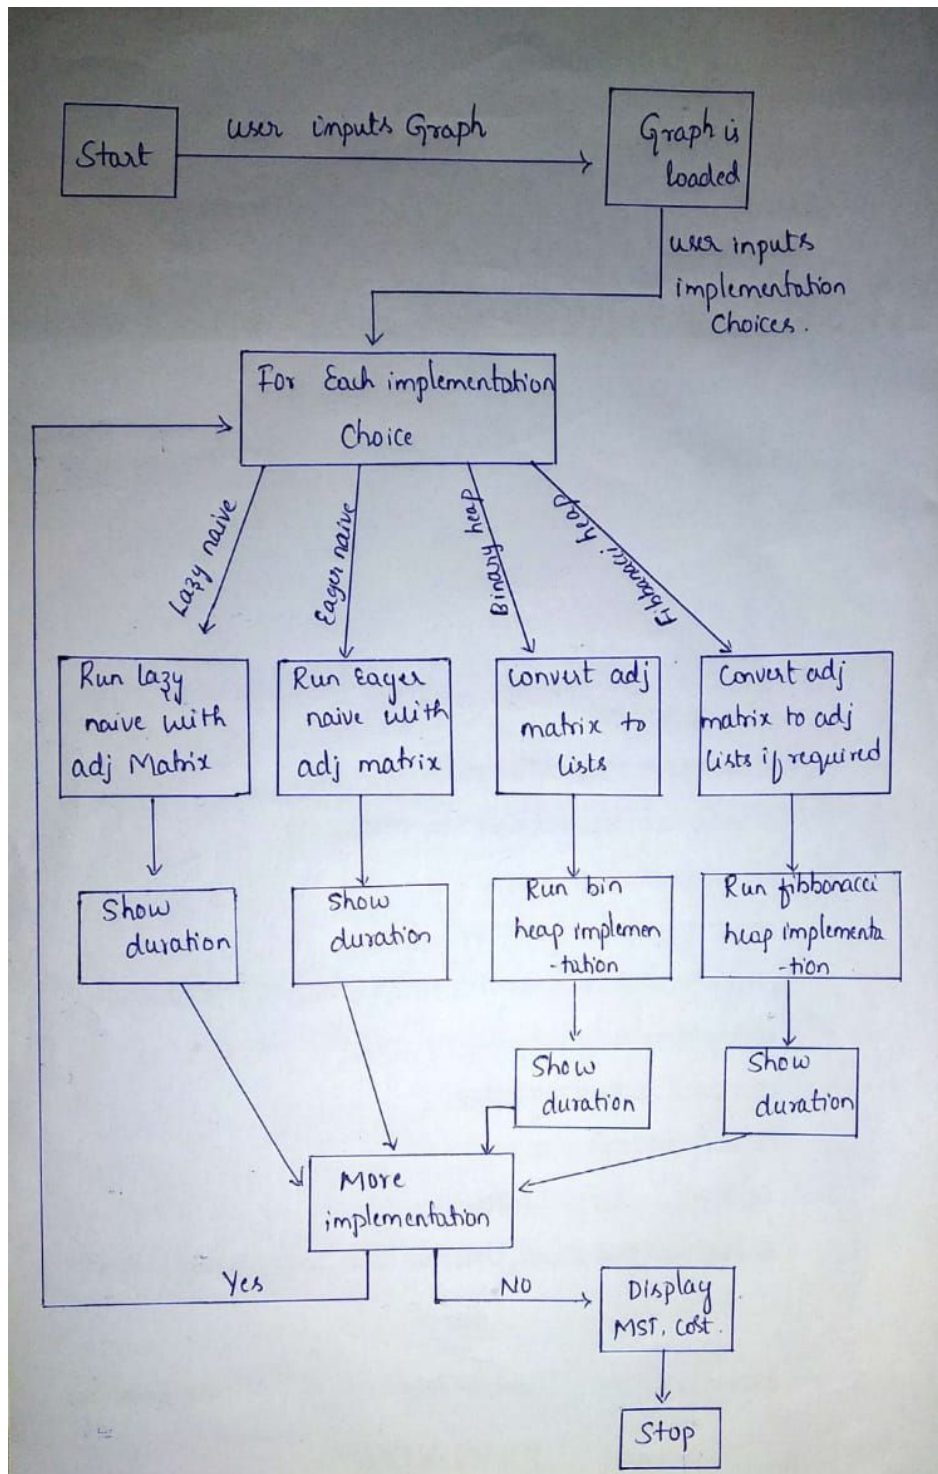 Start
user inputs Graph
Graph is
loaded
user inputs
implementation
Choices.
For Each implementation
Choice
Lazy naive
Eager naive
Binary heap
Fibbonacci heap
Run lazy
naive with
adj Matrix
Run Eager
naive with
adj matrix
Convert adj
matrix to
lists
Convert adj
matrix to adj
lists if required
Show
duration
Show
duration
Run bin
heap implemen
-tation
Run fibbonacci
heap implementa
-tion
Show
duration
Show
duration
More
implementation
Yes
NO
Display
MST, Cost.
Stop